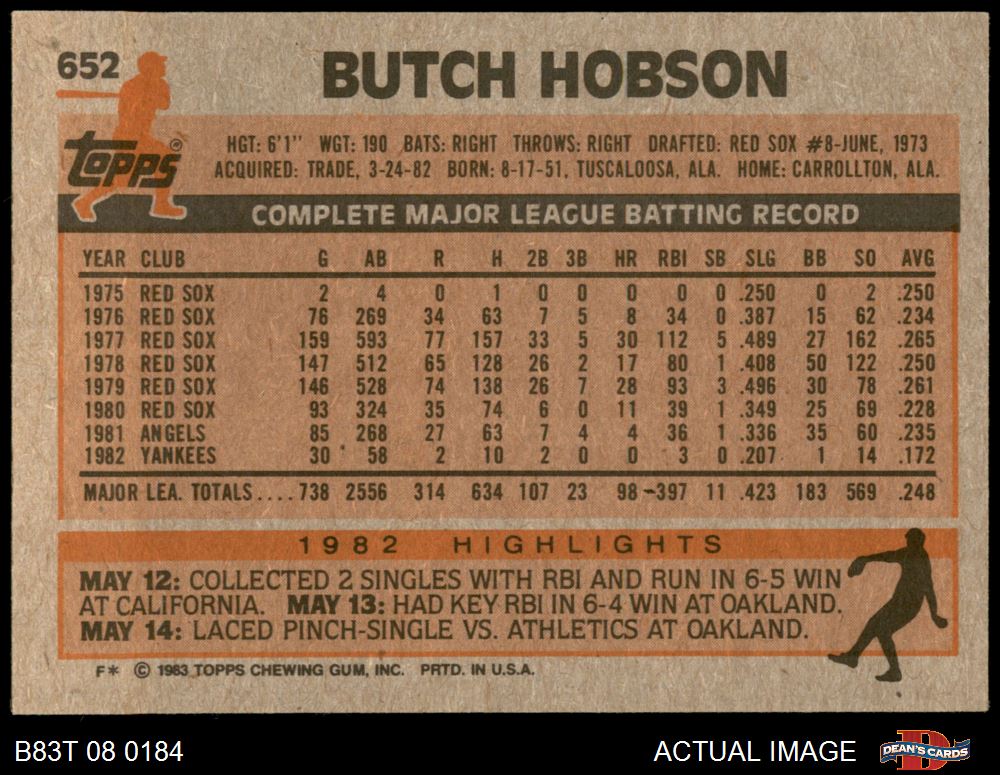 652
BUTCH HOBSON
topps®
HGT: 6'1" WGT: 190 BATS: RIGHT THROWS: RIGHT DRAFTED: RED SOX #8-JUNE, 1973
ACQUIRED: TRADE, 3-24-82 BORN: 8-17-51, TUSCALOOSA, ALA. HOME: CARROLLTON, ALA.
COMPLETE MAJOR LEAGUE BATTING RECORD
YEAR CLUB G AB R H 2B 3B HR RBI SB SLG BB SO AVG
1975 RED SOX 2 4 0 1 0 0 0 0 0 .250 0 2 .250
1976 RED SOX 76 269 34 63 7 5 8 34 0 .387 15 62 .234
1977 RED SOX 159 593 77 157 33 5 30 112 5 .489 27 162 .265
1978 RED SOX 147 512 65 128 26 2 17 80 1 .408 50 122 .250
1979 RED SOX 146 528 74 138 26 7 28 93 3 .496 30 78 .261
1980 RED SOX 93 324 35 74 6 0 11 39 1 .349 25 69 .228
1981 ANGELS 85 268 27 63 7 4 4 36 1 .336 35 60 .235
1982 YANKEES 30 58 2 10 2 0 0 3 0 .207 1 14 .172
MAJOR LEA. TOTALS.... 738 2556 314 634 107 23 98 397 11 .423 183 569 .248
1982 HIGHLIGHTS
MAY 12: COLLECTED 2 SINGLES WITH RBI AND RUN IN 6-5 WIN
AT CALIFORNIA. MAY 13: HAD KEY RBI IN 6-4 WIN AT OAKLAND.
MAY 14: LACED PINCH-SINGLE VS. ATHLETICS AT OAKLAND.
F* © 1983 TOPPS CHEWING GUM, INC. PRTD. IN U.S.A.
B83T 08 0184 ACTUAL IMAGE D DEAN'S CARDS